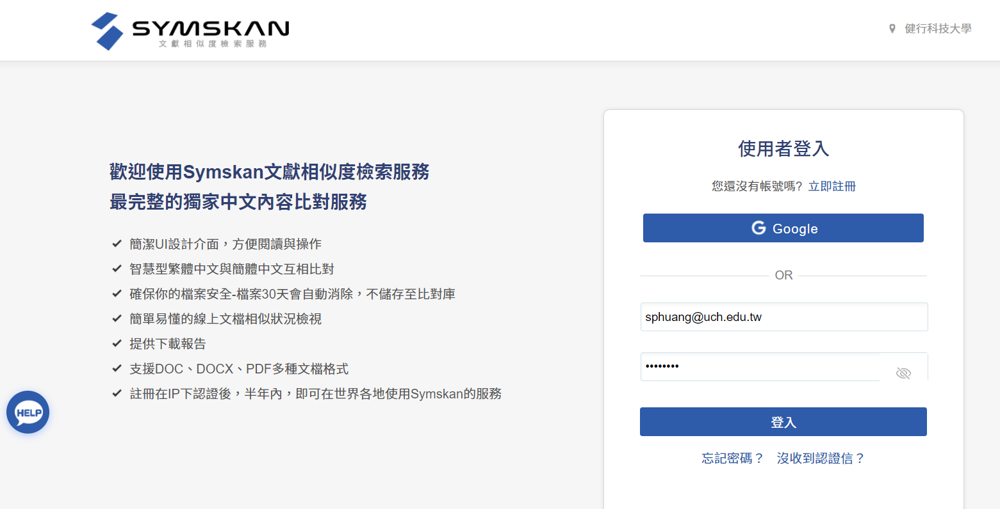 SYMSKAN
文獻相似度檢索服務
健行科技大學
歡迎使用Symskan文獻相似度檢索服務
最完整的獨家中文內容比對服務
簡潔UI設計介面，方便閱讀與操作
智慧型繁體中文與簡體中文互相比對
確保你的檔案安全-檔案30天會自動消除，不儲存至比對庫
簡單易懂的線上文檔相似狀況檢視
提供下載報告
支援DOC、DOCX、PDF多種文檔格式
註冊在IP下認證後，半年內，即可在世界各地使用Symskan的服務
HELP
使用者登入
您還沒有帳號嗎? 立即註冊
Google
OR
sphuang@uch.edu.tw
••••••••
登入
忘記密碼？ 沒收到認證信？